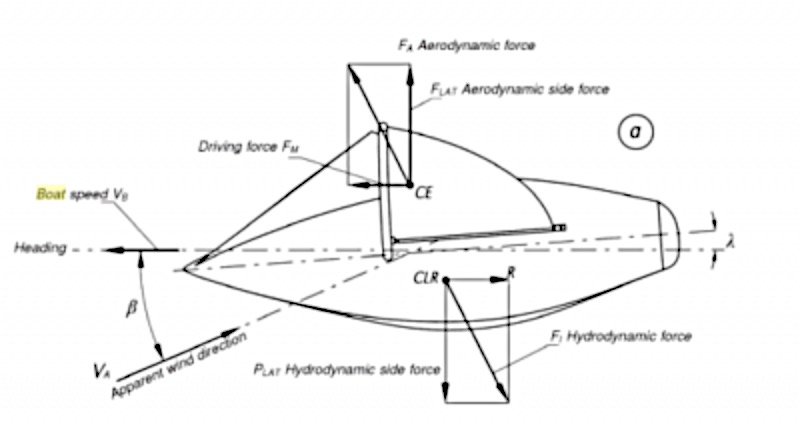 FA Aerodynamic force
FLAT Aerodynamic side force
a
Driving force FM
CE
Boat speed VB
Heading
λ
CLR
R
β
FI Hydrodynamic force
VA
Apparent wind direction
PLAT Hydrodynamic side force